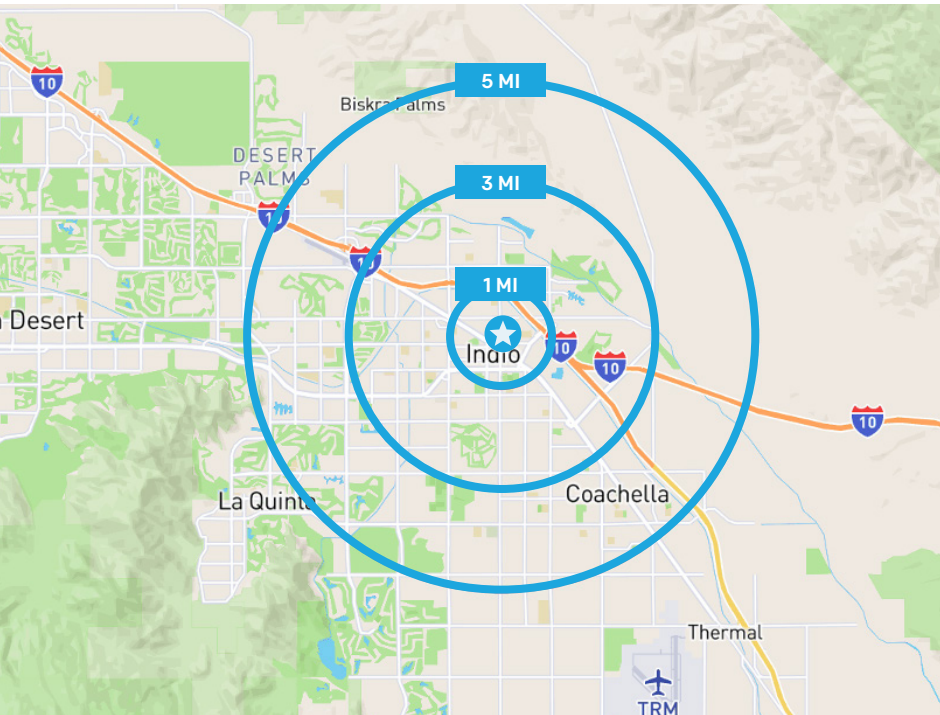 5 MI
10
Biskra Palms
DESERT
PALMS
3 MI
10
10
1 MI
Desert
Indio
10
10
10
La Quinta
Coachella
Thermal
TRM